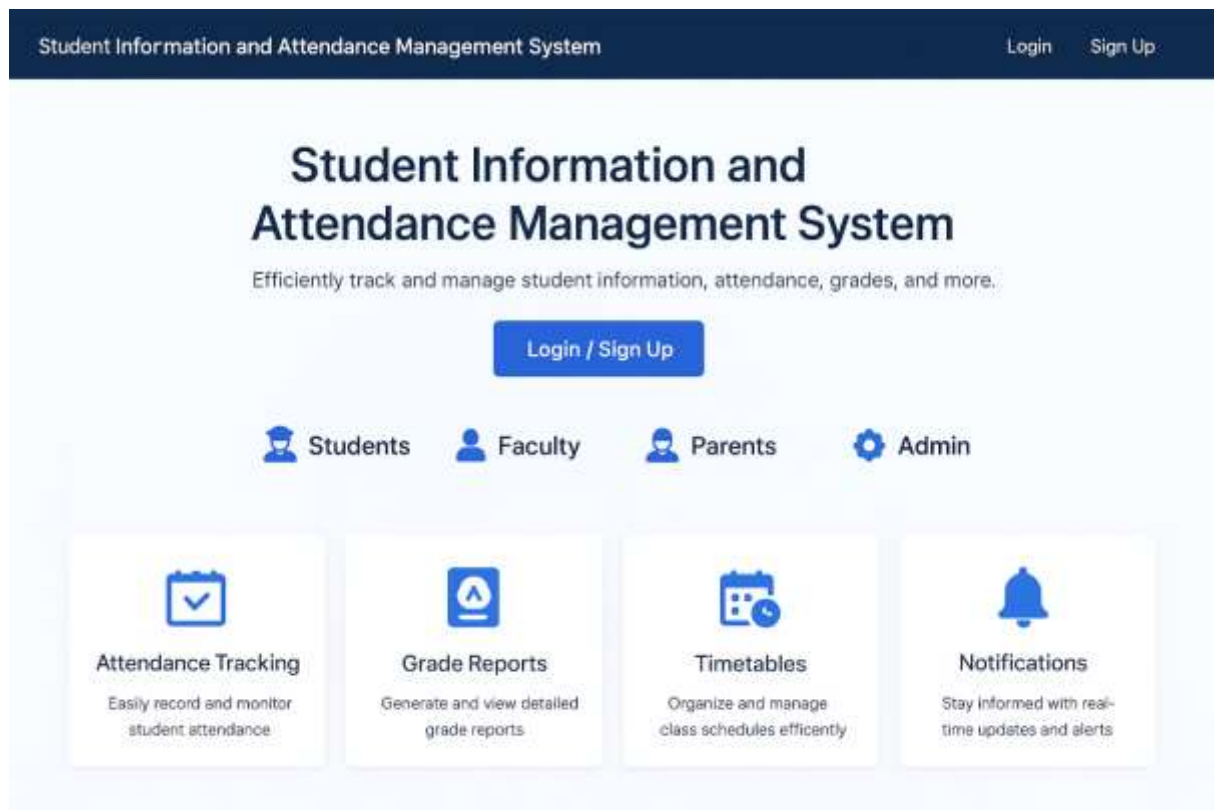 Student Information and Attendance Management System
Login
Sign Up
Student Information and
Attendance Management System
Efficiently track and manage student information, attendance, grades, and more.
Login / Sign Up
Students
Faculty
Parents
Admin
Attendance Tracking
Easily record and monitor
student attendance
Grade Reports
Generate and view detailed
grade reports
Timetables
Organize and manage
class schedules efficently
Notifications
Stay informed with real-
time updates and alerts